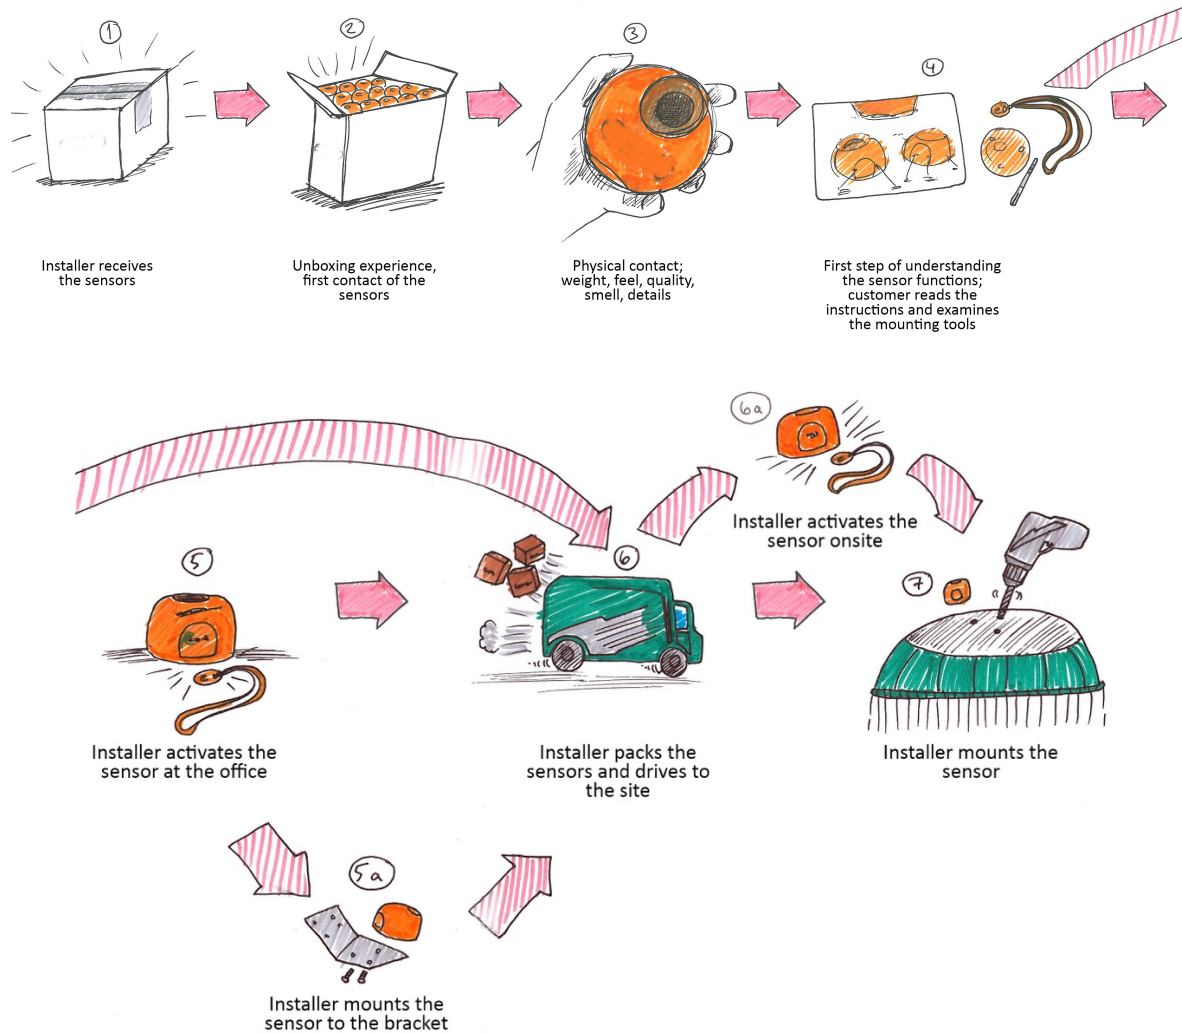 1
2
3
4
Installer receives
the sensors
Unboxing experience,
first contact of the
sensors
Physical contact;
weight, feel, quality,
smell, details
First step of understanding
the sensor functions;
customer reads the
instructions and examines
the mounting tools
5
Installer activates the
sensor at the office
5a
Installer mounts the
sensor to the bracket
6
Installer packs the
sensors and drives to
the site
6a
Installer activates the
sensor onsite
7
Installer mounts the
sensor